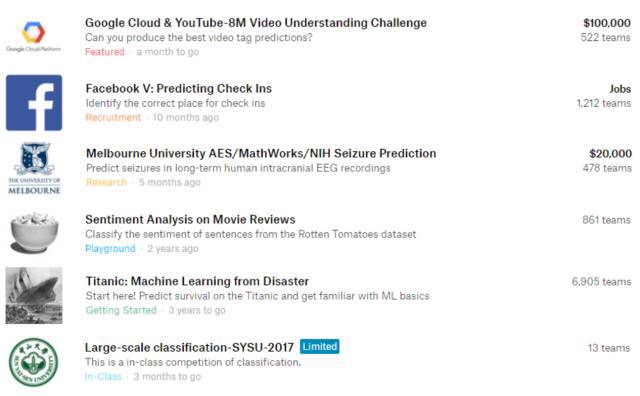 Google Cloud & YouTube-8M Video Understanding Challenge
$100,000
Can you produce the best video tag predictions?
522 teams
Google Cloud Platform
Featured · a month to go
Facebook V: Predicting Check Ins
Jobs
Identify the correct place for check ins
1,212 teams
Recruitment · 10 months ago
f
Melbourne University AES/MathWorks/NIH Seizure Prediction
$20,000
Predict seizures in long-term human intracranial EEG recordings
478 teams
THE UNIVERSITY OF
MELBOURNE
Research · 5 months ago
Sentiment Analysis on Movie Reviews
861 teams
Classify the sentiment of sentences from the Rotten Tomatoes dataset
Playground · 2 years ago
Titanic: Machine Learning from Disaster
6,905 teams
Start here! Predict survival on the Titanic and get familiar with ML basics
Getting Started · 3 years to go
Large-scale classification-SYSU-2017 Limited
13 teams
This is a in-class competition of classification.
In-Class · 3 months to go